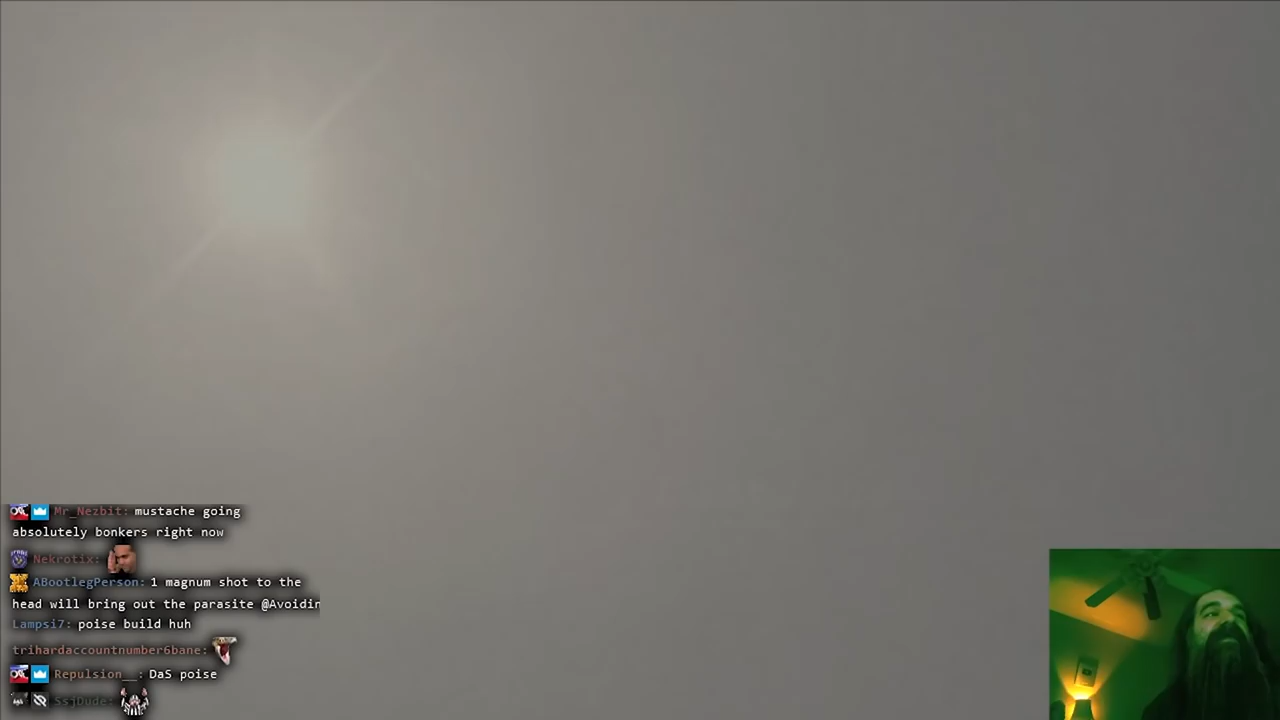 Mr_Nezbit: mustache going
absolutely bonkers right now
Nekrotix:
ABootlegPerson: 1 magnum shot to the
head will bring out the parasite @Avoidin
Lampsi7: poise build huh
trihardaccountnumber6bane:
Repulsion__: DaS poise
SsjDude: